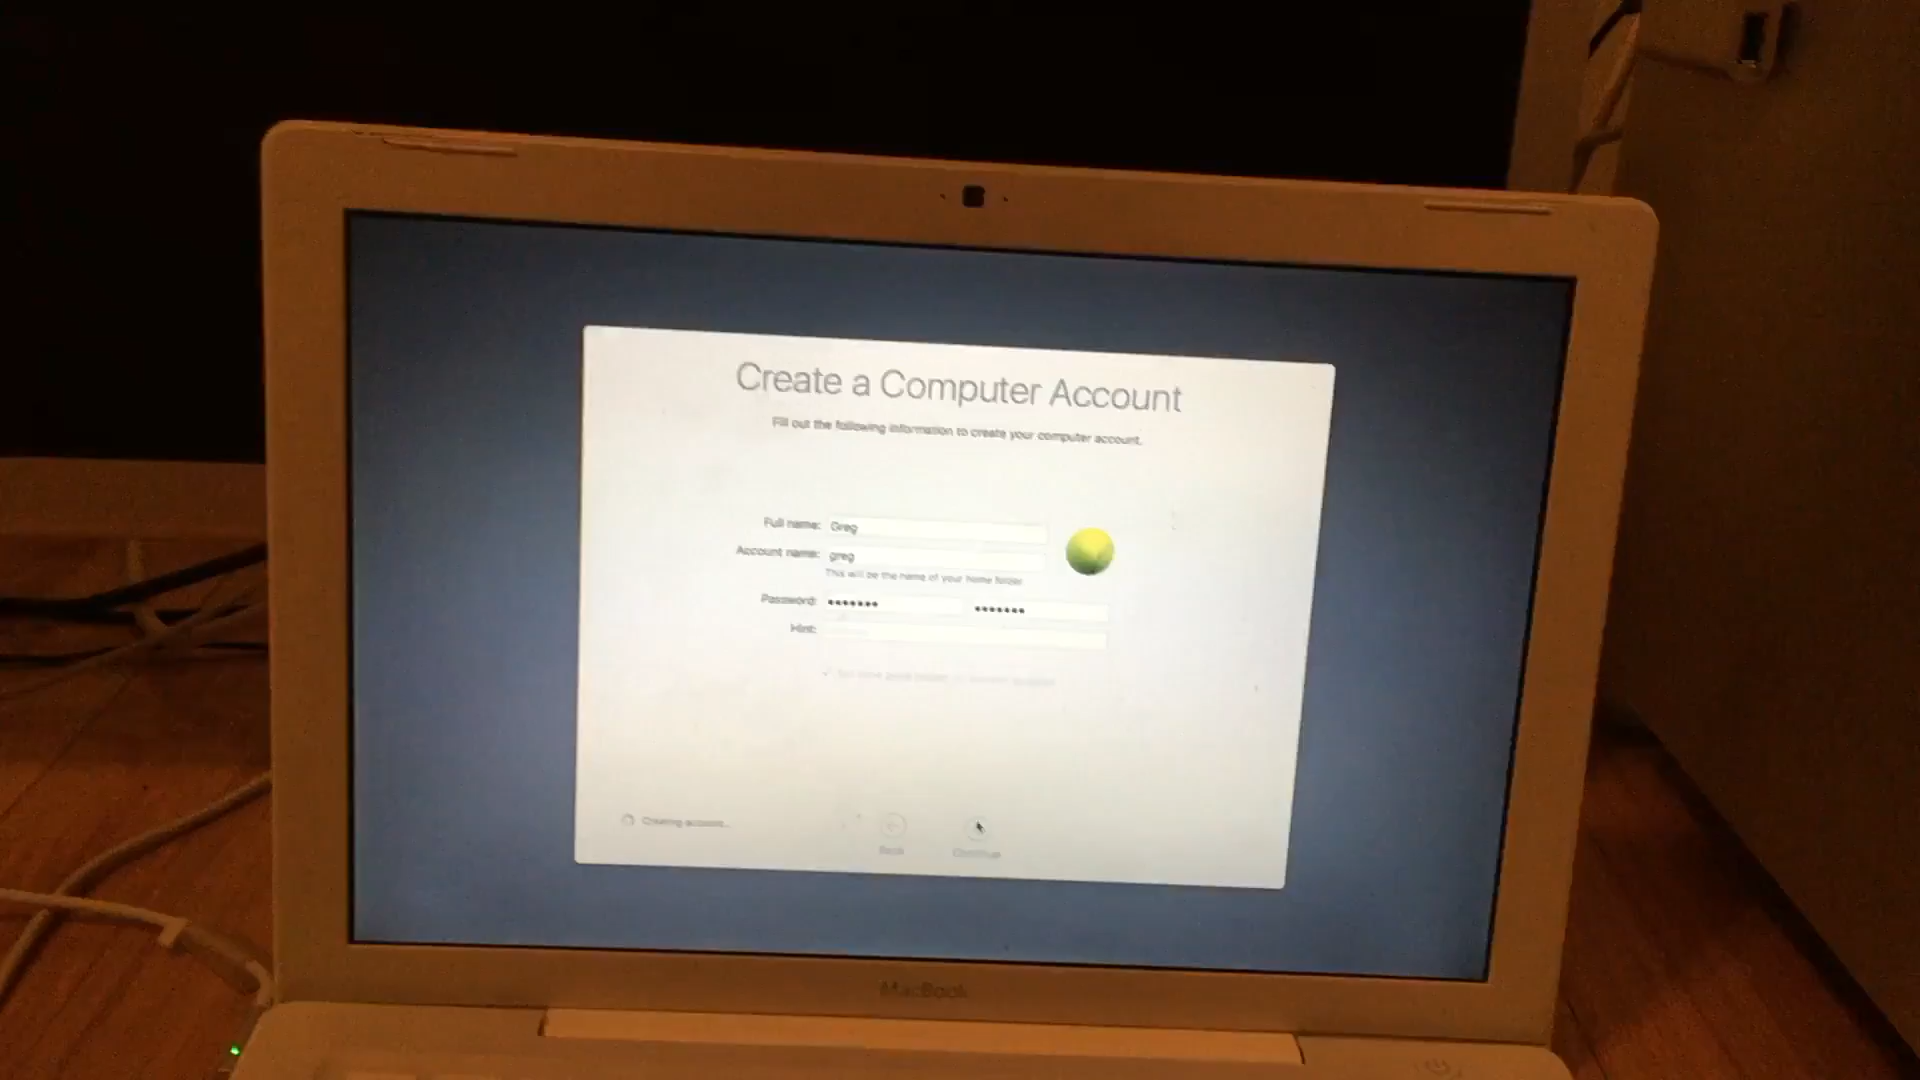 Create a Computer Account
Fill out the following information to create your computer account.
Full name: Greg
Account name: greg
This will be the name of your home folder
Password: ••••••• •••••••
Hint:
Creating account...
Back
Continue
MacBook